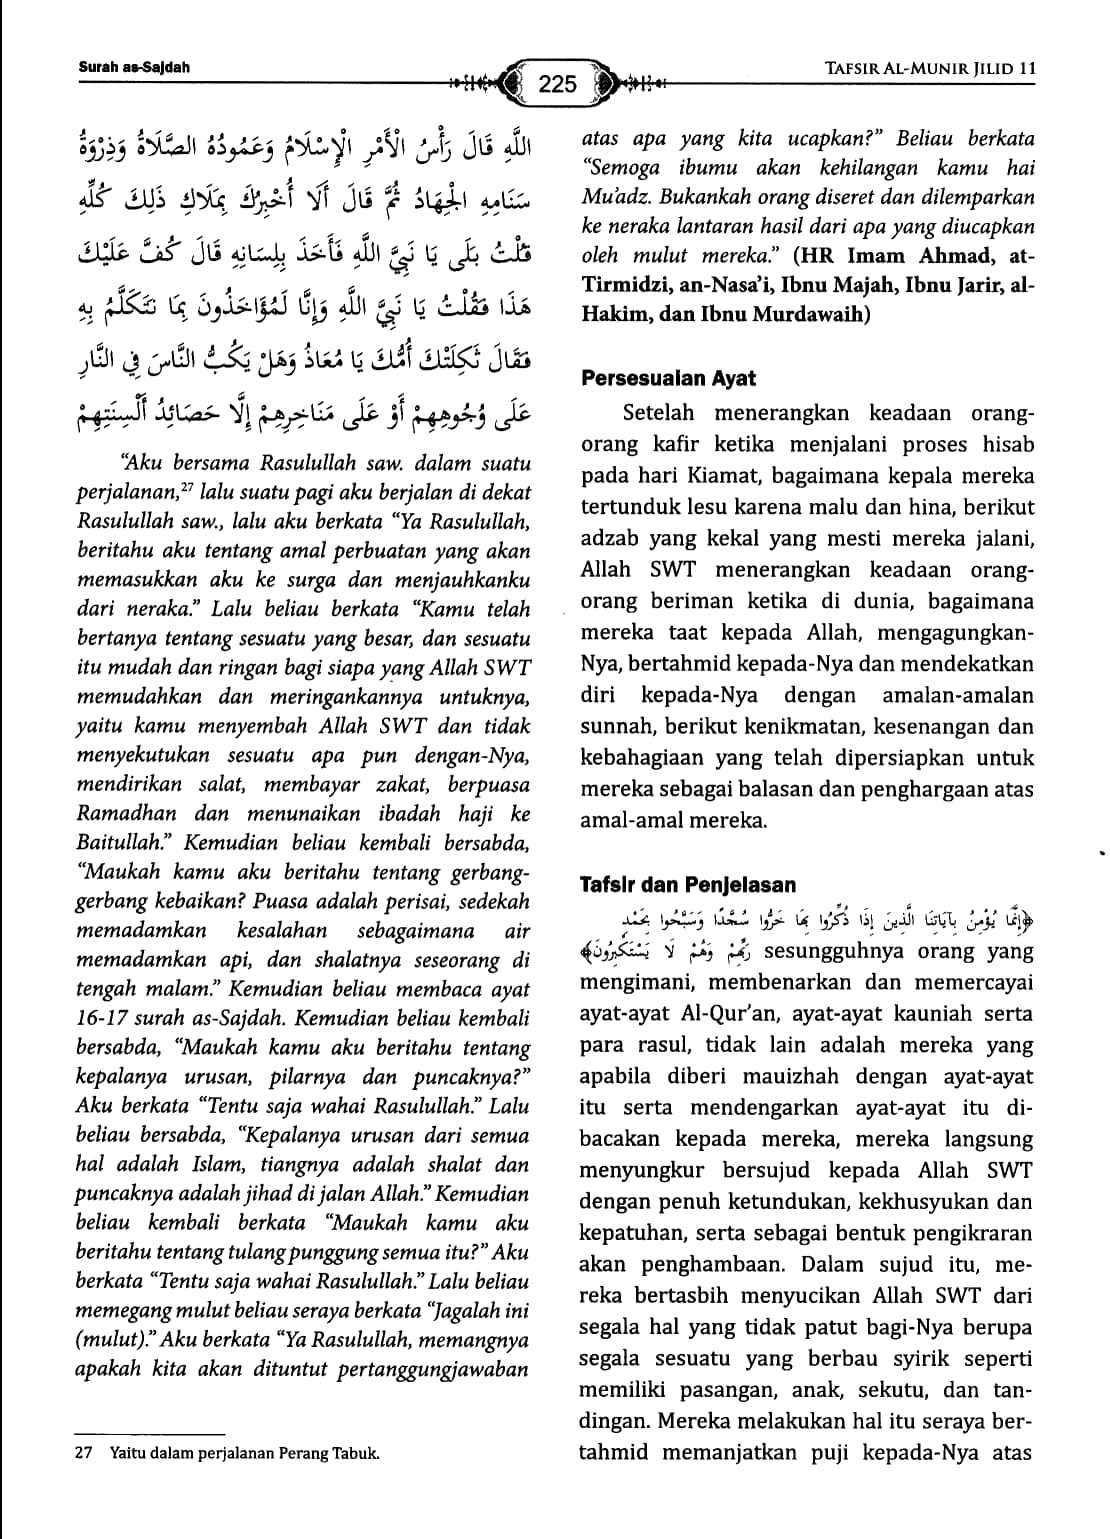 Surah as-Sajdah
225
TAFSIR AL-MUNIR JILID 11
اللَّهِ قَالَ رَأْسُ الْأَمْرِ الْإِسْلَامُ وَعَمُودُهُ الصَّلَاةُ وَذِرْوَةُ
سَنَامِهِ الْجِهَادُ ثُمَّ قَالَ أَلَا أُخْبِرُكَ بِمَلَاكِ ذَلِكَ كُلِّهِ
قُلْتُ بَلَى يَا نَبِيَّ اللَّهِ فَأَخَذَ بِلِسَانِهِ قَالَ كُفَّ عَلَيْكَ
هَذَا فَقُلْتُ يَا نَبِيَّ اللَّهِ وَإِنَّا لَمُؤَاخَذُونَ بِمَا نَتَكَلَّمُ بِهِ
فَقَالَ ثَكِلَتْكَ أُمُّكَ يَا مُعَاذُ وَهَلْ يَكُبُّ النَّاسَ فِي النَّارِ
عَلَى وُجُوهِهِمْ أَوْ عَلَى مَنَاخِرِهِمْ إِلَّا حَصَائِدُ أَلْسِنَتِهِمْ
“Aku bersama Rasulullah saw. dalam suatu
perjalanan,27 lalu suatu pagi aku berjalan di dekat
Rasulullah saw., lalu aku berkata “Ya Rasulullah,
beritahu aku tentang amal perbuatan yang akan
memasukkan aku ke surga dan menjauhkanku
dari neraka.” Lalu beliau berkata “Kamu telah
bertanya tentang sesuatu yang besar, dan sesuatu
itu mudah dan ringan bagi siapa yang Allah SWT
memudahkan dan meringankannya untuknya,
yaitu kamu menyembah Allah SWT dan tidak
menyekutukan sesuatu apa pun dengan-Nya,
mendirikan salat, membayar zakat, berpuasa
Ramadhan dan menunaikan ibadah haji ke
Baitullah.” Kemudian beliau kembali bersabda,
“Maukah kamu aku beritahu tentang gerbang-
gerbang kebaikan? Puasa adalah perisai, sedekah
memadamkan kesalahan sebagaimana air
memadamkan api, dan shalatnya seseorang di
tengah malam.” Kemudian beliau membaca ayat
16-17 surah as-Sajdah. Kemudian beliau kembali
bersabda, “Maukah kamu aku beritahu tentang
kepalanya urusan, pilarnya dan puncaknya?”
Aku berkata “Tentu saja wahai Rasulullah.” Lalu
beliau bersabda, “Kepalanya urusan dari semua
hal adalah Islam, tiangnya adalah shalat dan
puncaknya adalah jihad di jalan Allah.” Kemudian
beliau kembali berkata “Maukah kamu aku
beritahu tentang tulang punggung semua itu?” Aku
berkata “Tentu saja wahai Rasulullah.” Lalu beliau
memegang mulut beliau seraya berkata “Jagalah ini
(mulut).” Aku berkata “Ya Rasulullah, memangnya
apakah kita akan dituntut pertanggungjawaban
27 Yaitu dalam perjalanan Perang Tabuk.
atas apa yang kita ucapkan?” Beliau berkata
“Semoga ibumu akan kehilangan kamu hai
Mu’adz. Bukankah orang diseret dan dilemparkan
ke neraka lantaran hasil dari apa yang diucapkan
oleh mulut mereka.” (HR Imam Ahmad, at-
Tirmidzi, an-Nasa’i, Ibnu Majah, Ibnu Jarir, al-
Hakim, dan Ibnu Murdawaih)
Persesuaian Ayat
Setelah menerangkan keadaan orang-
orang kafir ketika menjalani proses hisab
pada hari Kiamat, bagaimana kepala mereka
tertunduk lesu karena malu dan hina, berikut
adzab yang kekal yang mesti mereka jalani,
Allah SWT menerangkan keadaan orang-
orang beriman ketika di dunia, bagaimana
mereka taat kepada Allah, mengagungkan-
Nya, bertahmid kepada-Nya dan mendekatkan
diri kepada-Nya dengan amalan-amalan
sunnah, berikut kenikmatan, kesenangan dan
kebahagiaan yang telah dipersiapkan untuk
mereka sebagai balasan dan penghargaan atas
amal-amal mereka.
Tafsir dan Penjelasan
﴿إِنَّمَا يُؤْمِنُ بِآيَاتِنَا الَّذِينَ إِذَا ذُكِّرُوا بِهَا خَرُّوا سُجَّدًا وَسَبَّحُوا بِحَمْدِ
رَبِّهِمْ وَهُمْ لَا يَسْتَكْبِرُونَ﴾ sesungguhnya orang yang
mengimani, membenarkan dan memercayai
ayat-ayat Al-Qur’an, ayat-ayat kauniah serta
para rasul, tidak lain adalah mereka yang
apabila diberi mauizhah dengan ayat-ayat
itu serta mendengarkan ayat-ayat itu di-
bacakan kepada mereka, mereka langsung
menyungkur bersujud kepada Allah SWT
dengan penuh ketundukan, kekhusyukan dan
kepatuhan, serta sebagai bentuk pengikraran
akan penghambaan. Dalam sujud itu, me-
reka bertasbih menyucikan Allah SWT dari
segala hal yang tidak patut bagi-Nya berupa
segala sesuatu yang berbau syirik seperti
memiliki pasangan, anak, sekutu, dan tan-
dingan. Mereka melakukan hal itu seraya ber-
tahmid memanjatkan puji kepada-Nya atas